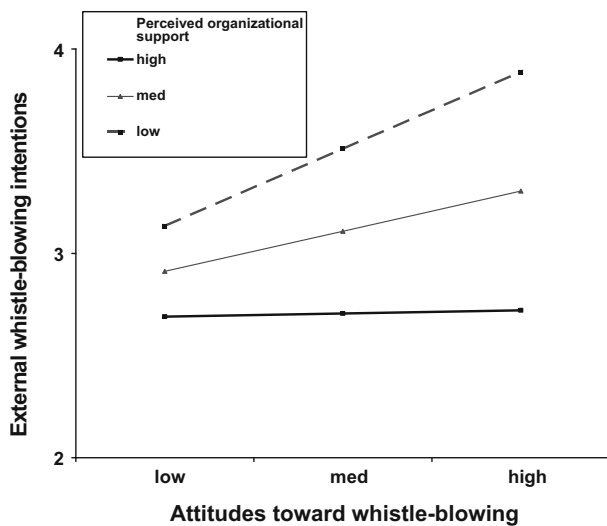 Perceived organizational
support
high
med
low
4
3
2
External whistle-blowing intentions
low med high
Attitudes toward whistle-blowing